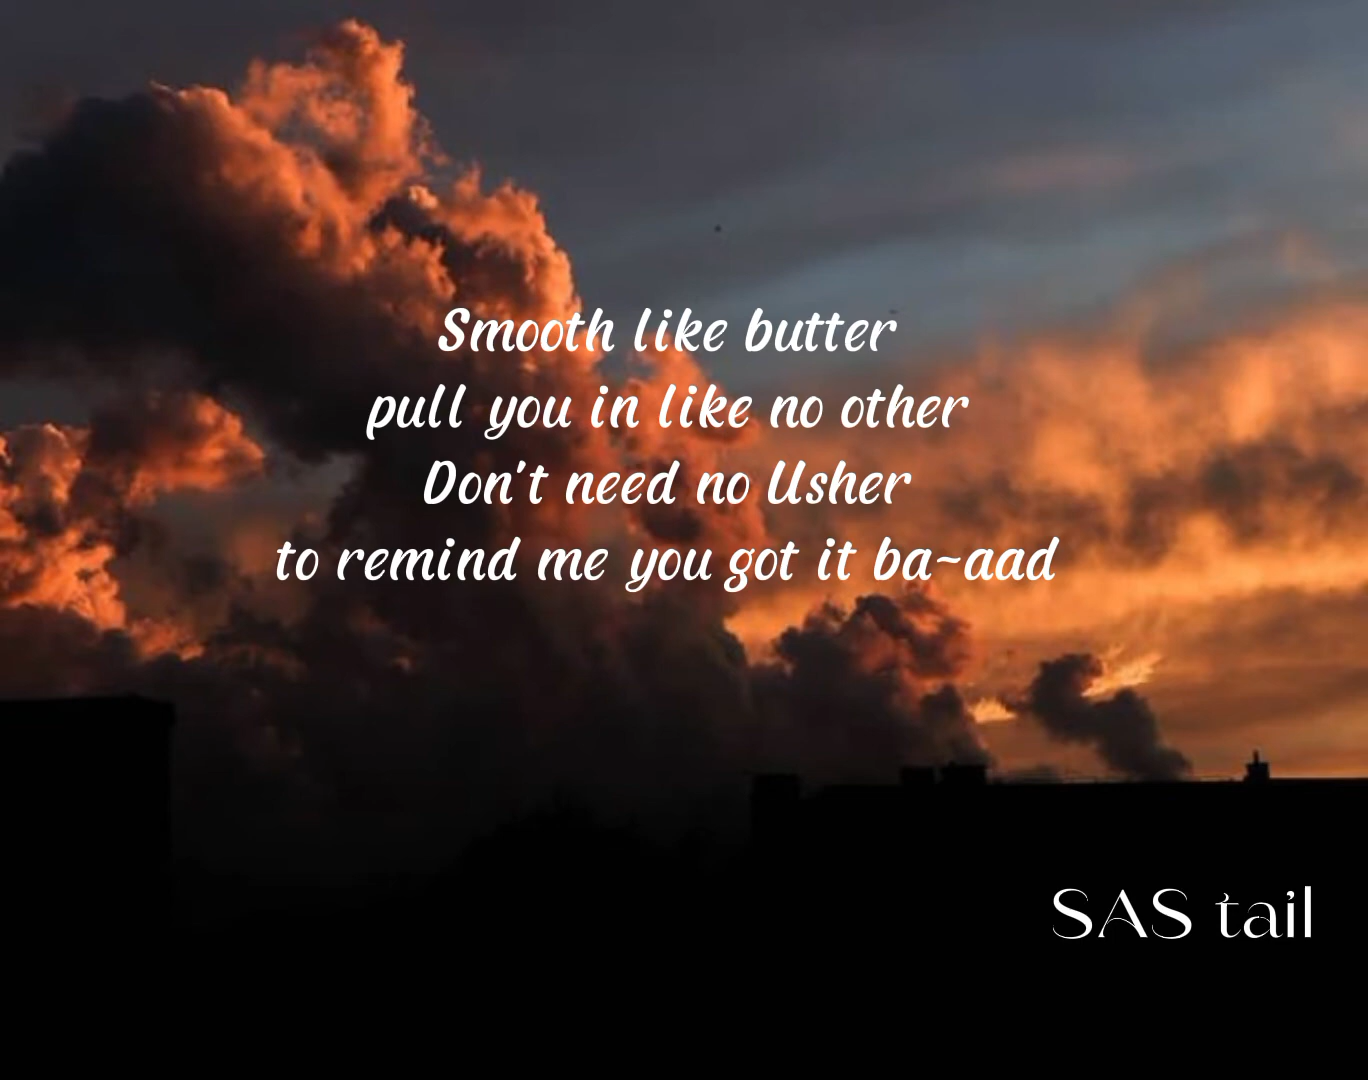 Smooth like butter
pull you in like no other
Don't need no Usher
to remind me you got it ba~aad
SAS tail